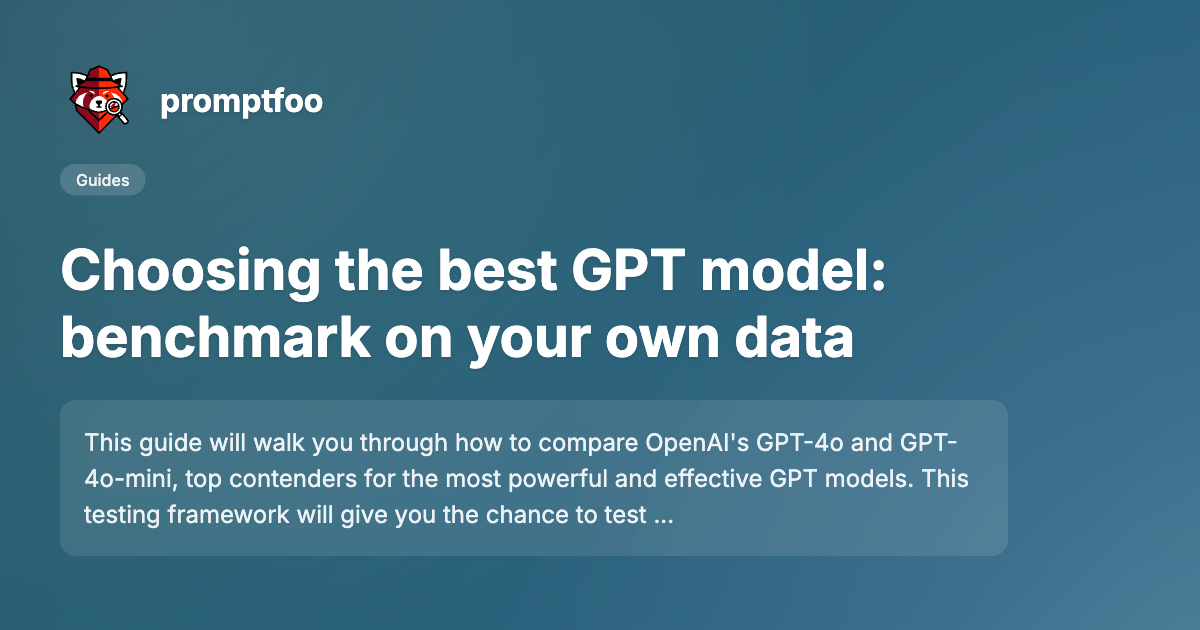 promptfoo
Guides
Choosing the best GPT model:
benchmark on your own data
This guide will walk you through how to compare OpenAI's GPT-4o and GPT-
4o-mini, top contenders for the most powerful and effective GPT models. This
testing framework will give you the chance to test ...